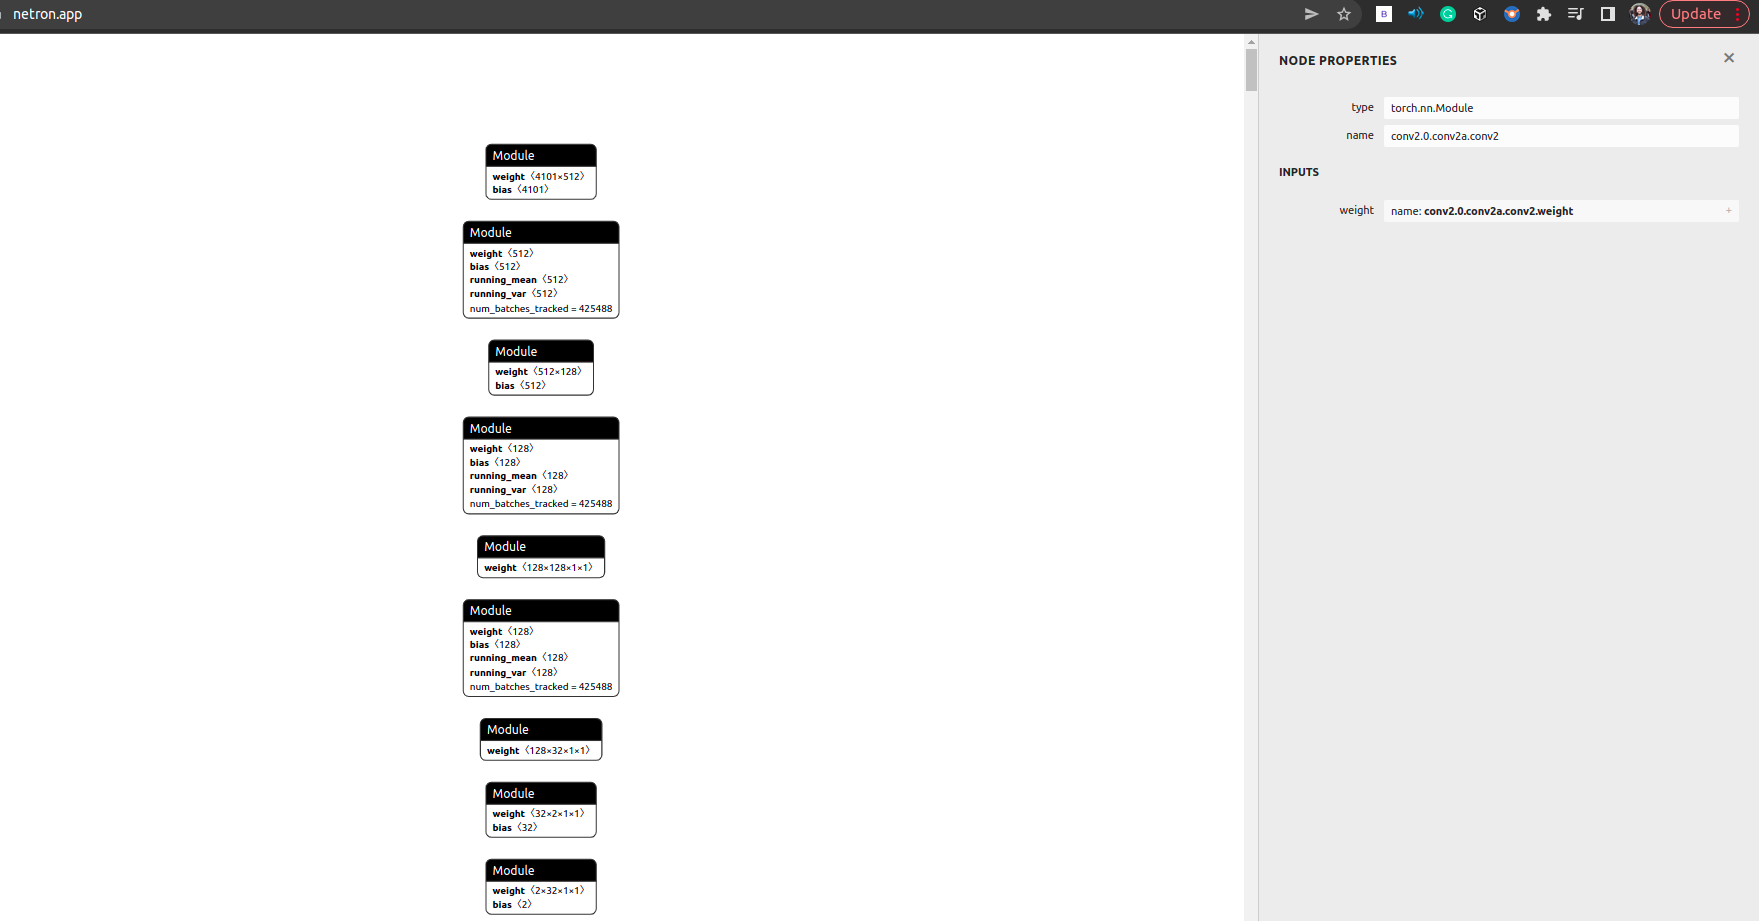 netron.app
Update
Module
weight〈4101×512〉
bias〈4101〉
Module
weight〈512〉
bias〈512〉
running_mean〈512〉
running_var〈512〉
num_batches_tracked = 425488
Module
weight〈512×128〉
bias〈512〉
Module
weight〈128〉
bias〈128〉
running_mean〈128〉
running_var〈128〉
num_batches_tracked = 425488
Module
weight〈128×128×1×1〉
Module
weight〈128〉
bias〈128〉
running_mean〈128〉
running_var〈128〉
num_batches_tracked = 425488
Module
weight〈128×32×1×1〉
Module
weight〈32×2×1×1〉
bias〈32〉
Module
weight〈2×32×1×1〉
bias〈2〉
NODE PROPERTIES
type torch.nn.Module
name conv2.0.conv2a.conv2
INPUTS
weight name: conv2.0.conv2a.conv2.weight +